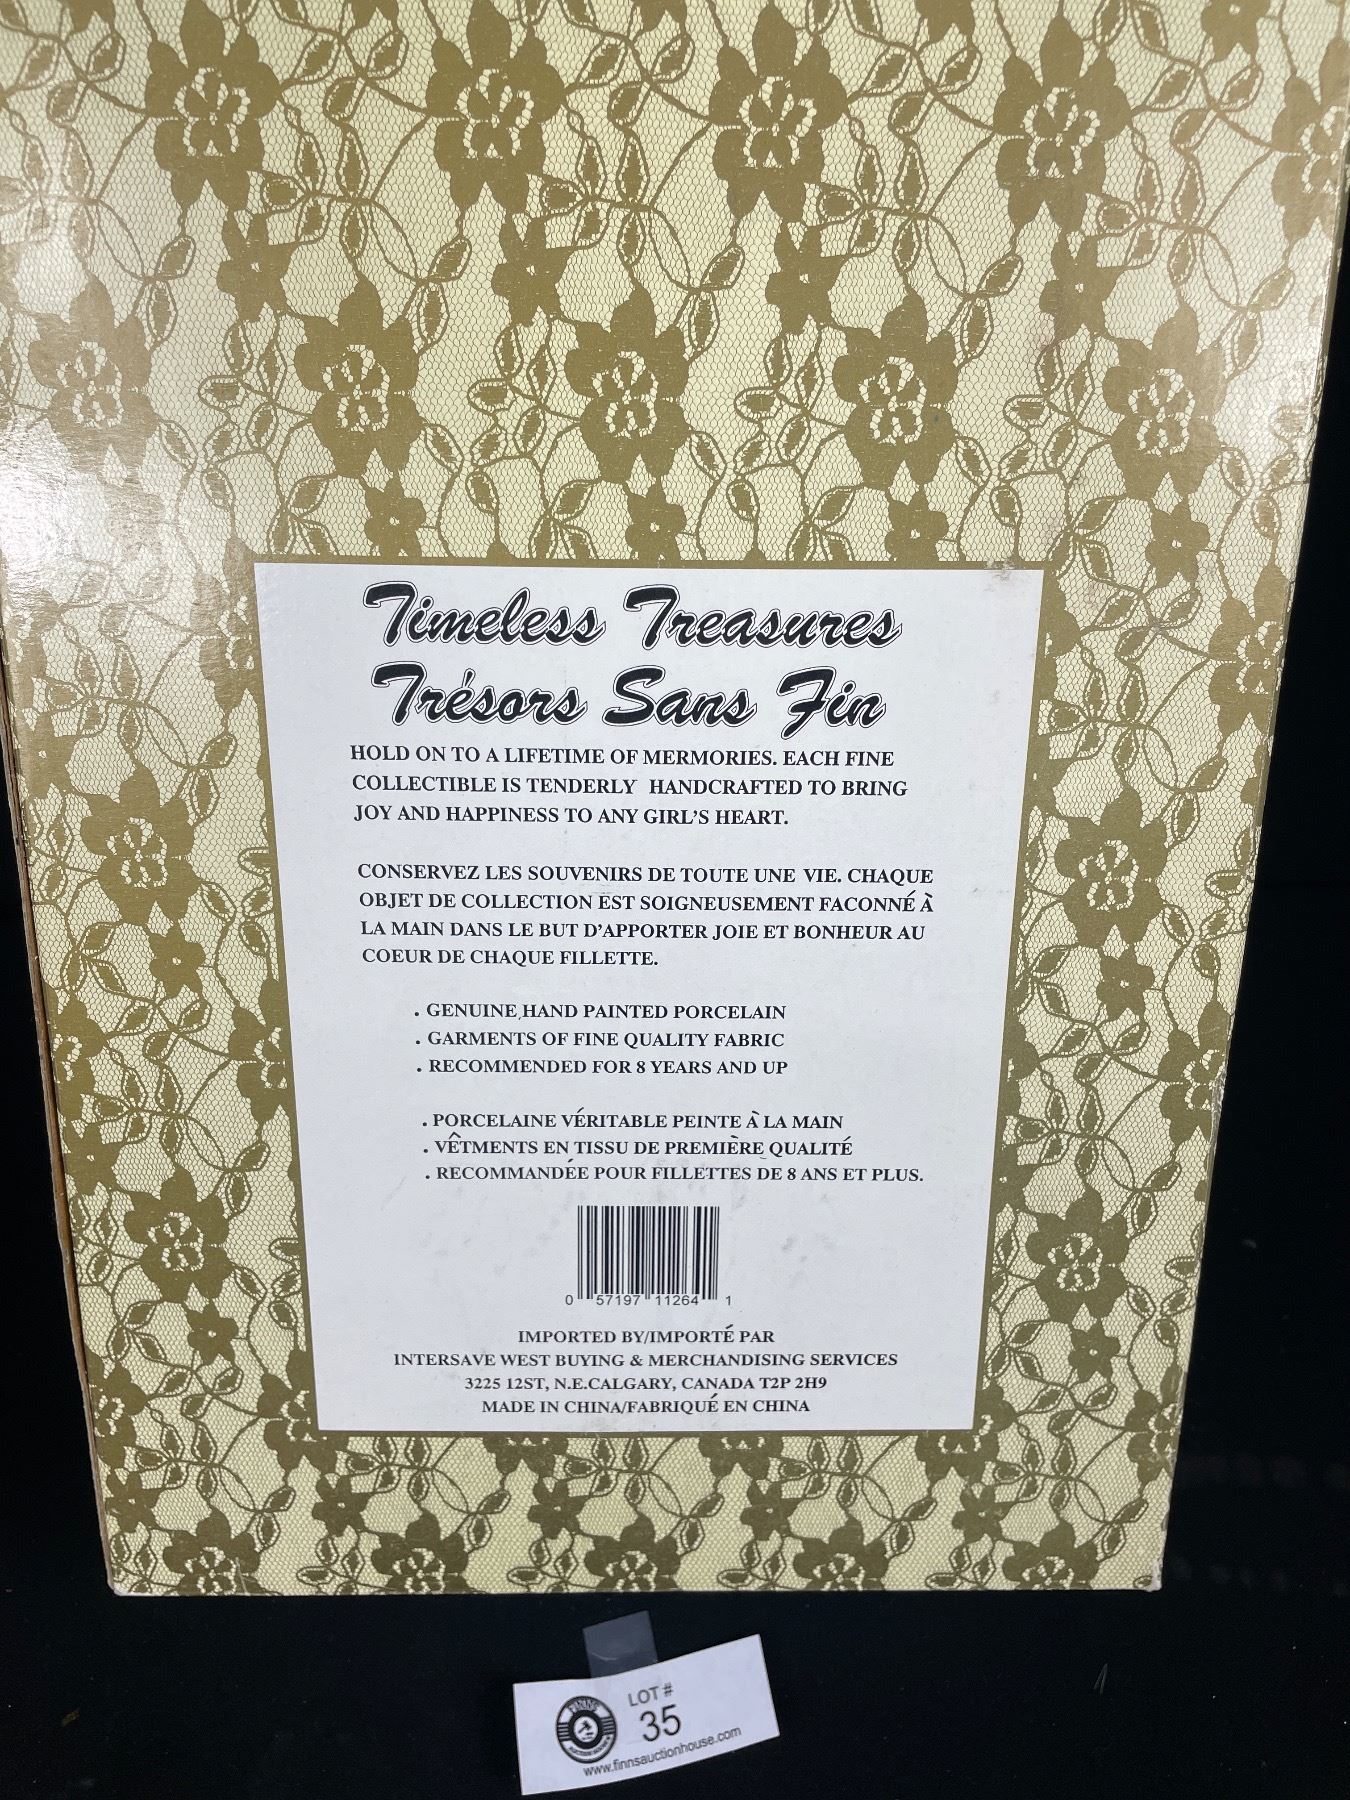 Timeless Treasures
Trésors Sans Fin
HOLD ON TO A LIFETIME OF MERMORIES. EACH FINE
COLLECTIBLE IS TENDERLY HANDCRAFTED TO BRING
JOY AND HAPPINESS TO ANY GIRL'S HEART.
CONSERVEZ LES SOUVENIRS DE TOUTE UNE VIE. CHAQUE
OBJET DE COLLECTION EST SOIGNEUSEMENT FACONNÉ À
LA MAIN DANS LE BUT D'APPORTER JOIE ET BONHEUR AU
COEUR DE CHAQUE FILLETTE.
. GENUINE HAND PAINTED PORCELAIN
. GARMENTS OF FINE QUALITY FABRIC
. RECOMMENDED FOR 8 YEARS AND UP
. PORCELAINE VÉRITABLE PEINTE À LA MAIN
. VÊTMENTS EN TISSU DE PREMIÈRE QUALITÉ
. RECOMMANDÉE POUR FILLETTES DE 8 ANS ET PLUS.
0 57197 11264 1
IMPORTED BY/IMPORTÉ PAR
INTERSAVE WEST BUYING & MERCHANDISING SERVICES
3225 12ST, N.E.CALGARY, CANADA T2P 2H9
MADE IN CHINA/FABRIQUÉ EN CHINA
LOT #
35
FINNS
AUCTION HOUSE
www.finnsauctionhouse.com